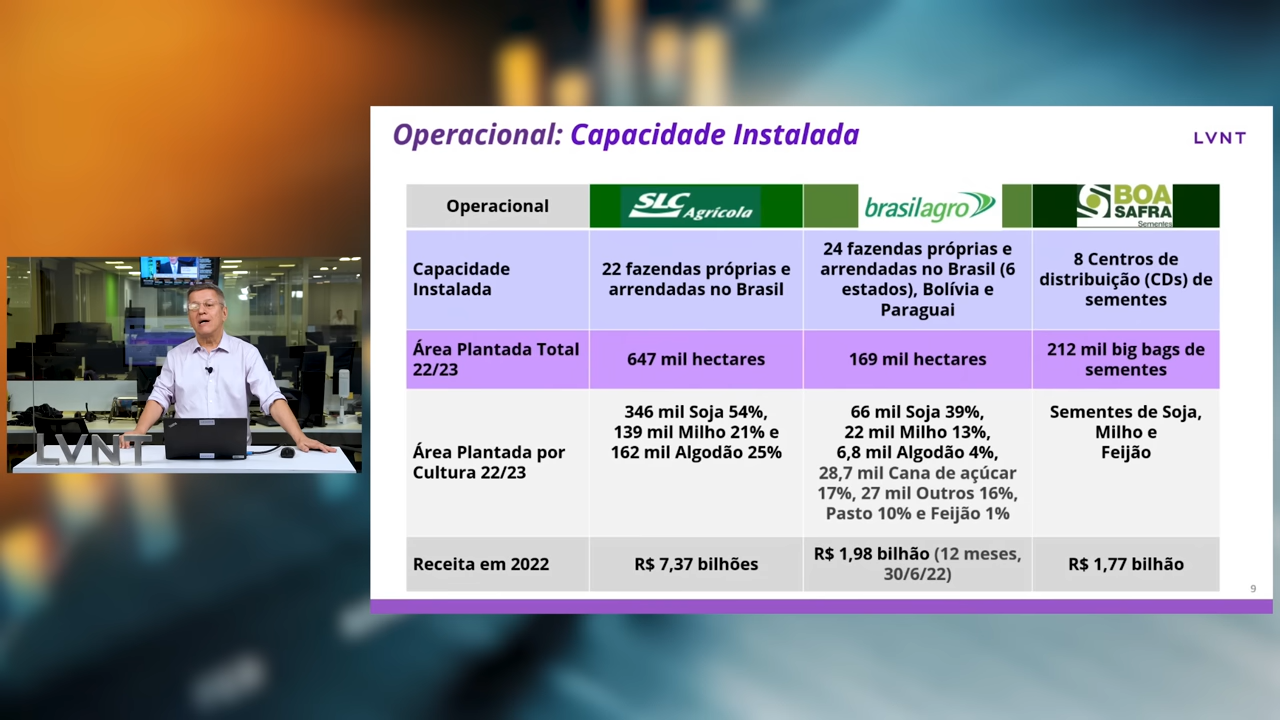 Operacional: Capacidade Instalada
LVNT
Operacional
SLC Agrícola
brasilagro
BOA
SAFRA
Sementes
Capacidade
Instalada
22 fazendas próprias e
arrendadas no Brasil
24 fazendas próprias e
arrendadas no Brasil (6
estados), Bolívia e
Paraguai
8 Centros de
distribuição (CDs) de
sementes
Área Plantada Total
22/23
647 mil hectares
169 mil hectares
212 mil big bags de
sementes
Área Plantada por
Cultura 22/23
346 mil Soja 54%,
139 mil Milho 21% e
162 mil Algodão 25%
66 mil Soja 39%,
22 mil Milho 13%,
6,8 mil Algodão 4%,
28,7 mil Cana de açúcar
17%, 27 mil Outros 16%,
Pasto 10% e Feijão 1%
Sementes de Soja,
Milho e
Feijão
Receita em 2022
R$ 7,37 bilhões
R$ 1,98 bilhão (12 meses,
30/6/22)
R$ 1,77 bilhão
9
LVNT